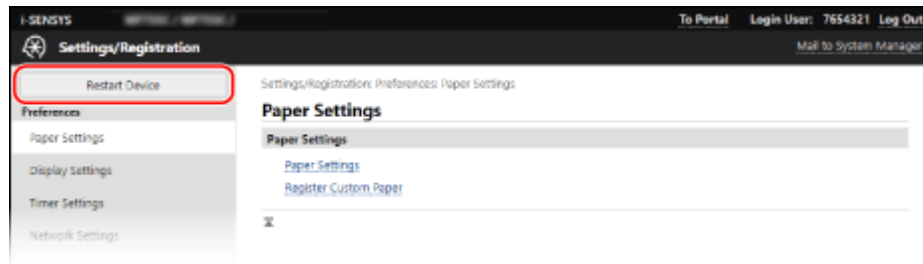 i-SENSYS
To Portal Login User: 7654321 Log Out
Settings/Registration
Mail to System Manager
Restart Device
Settings/Registration: Preferences: Paper Settings
Preferences
Paper Settings
Paper Settings
Paper Settings
Display Settings
Paper Settings
Register Custom Paper
Timer Settings
Network Settings